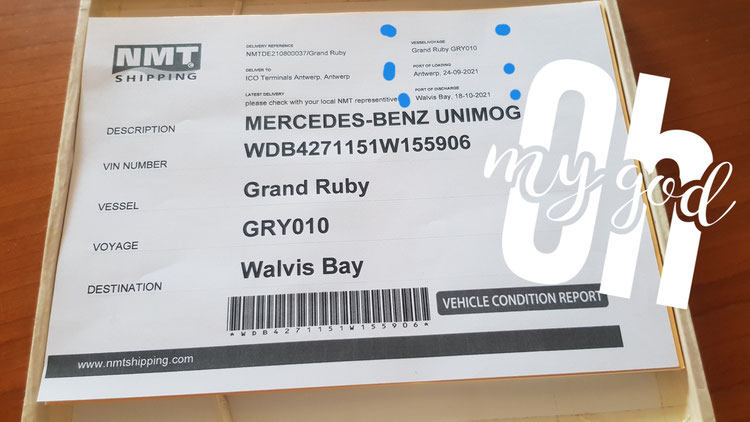 NMT
SHIPPING
DELIVERY REFERENCE
NMTDE210800037/Grand Ruby
VESSEL/VOYAGE
Grand Ruby GRY010
DELIVER TO
ICO Terminals Antwerp, Antwerp
PORT OF LOADING
Antwerp, 24-09-2021
LATEST DELIVERY
please check with your local NMT representitive
PORT OF DISCHARGE
Walvis Bay, 18-10-2021
DESCRIPTION
MERCEDES-BENZ UNIMOG
VIN NUMBER
WDB4271151W155906
VESSEL
Grand Ruby
VOYAGE
GRY010
DESTINATION
Walvis Bay
*WDB4271151W155906*
VEHICLE CONDITION REPORT
www.nmtshipping.com
Oh
my god